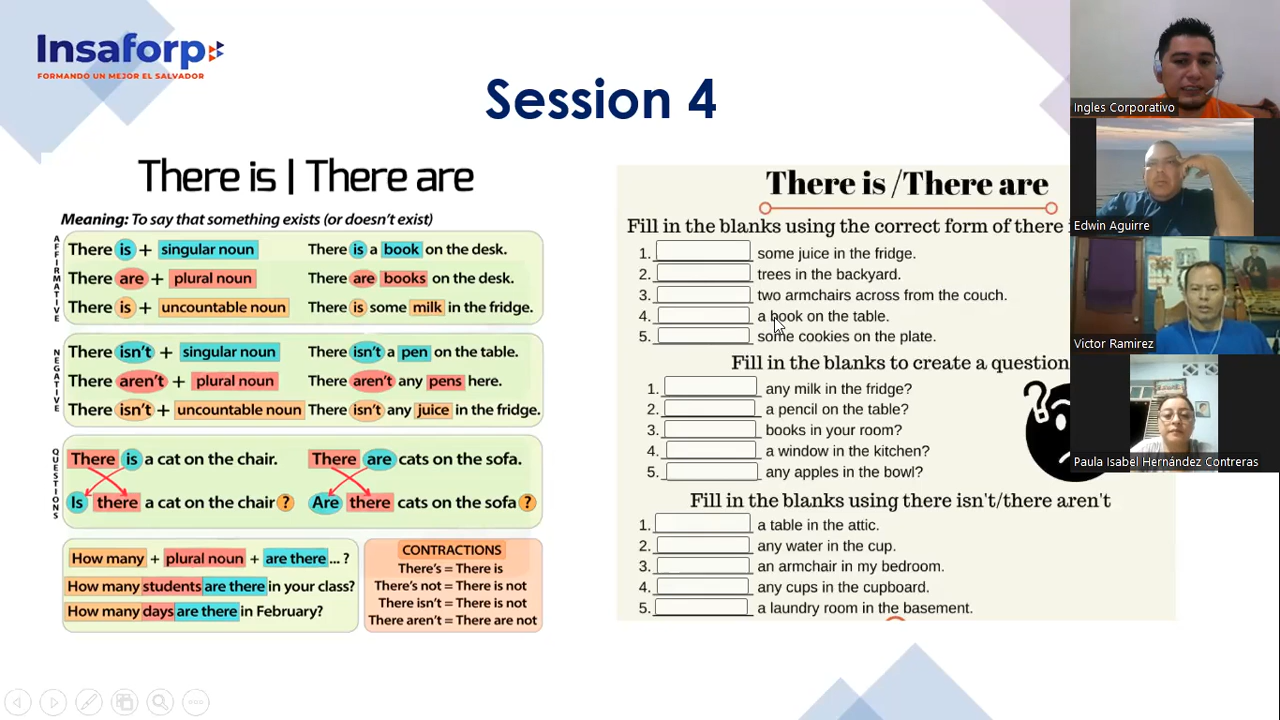 Insaforp
FORMANDO UN MEJOR EL SALVADOR
Session 4
There is | There are
Meaning: To say that something exists (or doesn't exist)
AFFIRMATIVE
There is + singular noun There is a book on the desk.
There are + plural noun There are books on the desk.
There is + uncountable noun There is some milk in the fridge.
NEGATIVE
There isn't + singular noun There isn't a pen on the table.
There aren't + plural noun There aren't any pens here.
There isn't + uncountable noun There isn't any juice in the fridge.
QUESTIONS
There is a cat on the chair. There are cats on the sofa.
Is there a cat on the chair ? Are there cats on the sofa ?
How many + plural noun + are there ... ?
How many students are there in your class?
How many days are there in February?
CONTRACTIONS
There's = There is
There's not = There is not
There isn't = There is not
There aren't = There are not
There is /There are
Fill in the blanks using the correct form of there
1. some juice in the fridge.
2. trees in the backyard.
3. two armchairs across from the couch.
4. a book on the table.
5. some cookies on the plate.
Fill in the blanks to create a question
1. any milk in the fridge?
2. a pencil on the table?
3. books in your room?
4. a window in the kitchen?
5. any apples in the bowl?
Fill in the blanks using there isn't/there aren't
1. a table in the attic.
2. any water in the cup.
3. an armchair in my bedroom.
4. any cups in the cupboard.
5. a laundry room in the basement.
Ingles Corporativo
Edwin Aguirre
Victor Ramirez
Paula Isabel Hernández Contreras